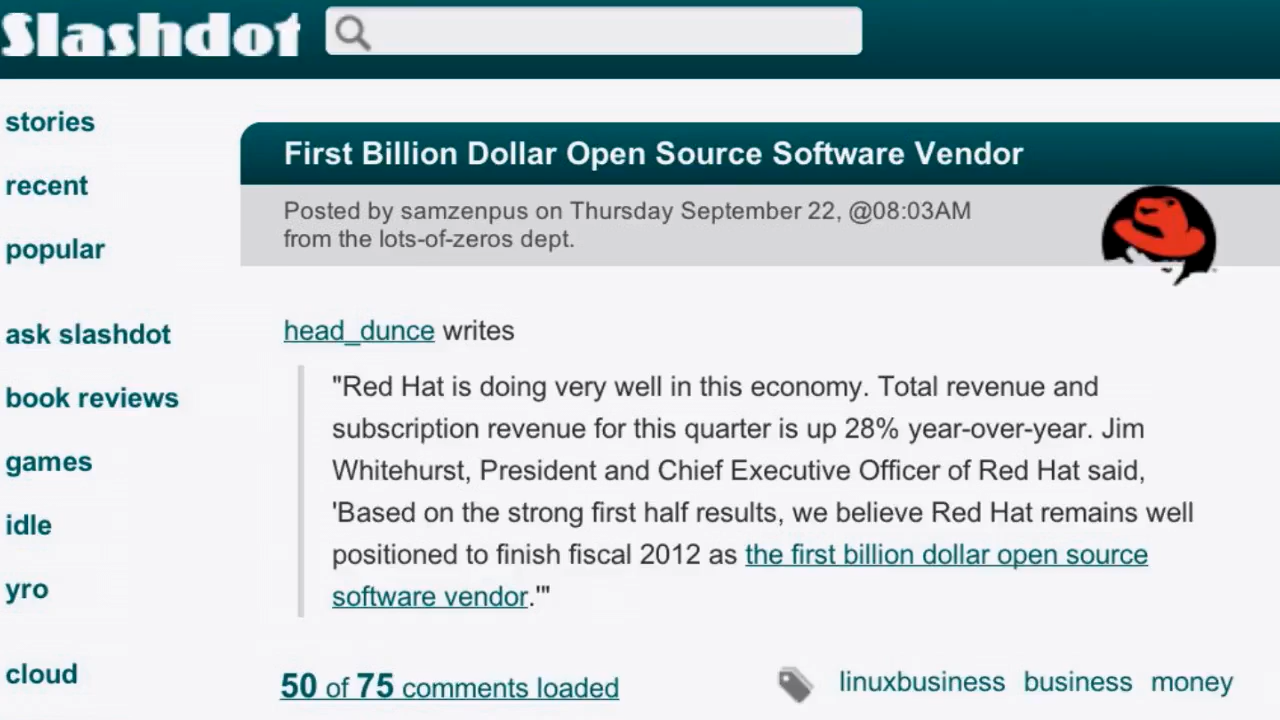 Slashdot
stories
recent
popular
ask slashdot
book reviews
games
idle
yro
cloud
First Billion Dollar Open Source Software Vendor
Posted by samzenpus on Thursday September 22, @08:03AM
from the lots-of-zeros dept.
head_dunce writes
"Red Hat is doing very well in this economy. Total revenue and
subscription revenue for this quarter is up 28% year-over-year. Jim
Whitehurst, President and Chief Executive Officer of Red Hat said,
'Based on the strong first half results, we believe Red Hat remains well
positioned to finish fiscal 2012 as the first billion dollar open source
software vendor.'"
50 of 75 comments loaded
linuxbusiness business money